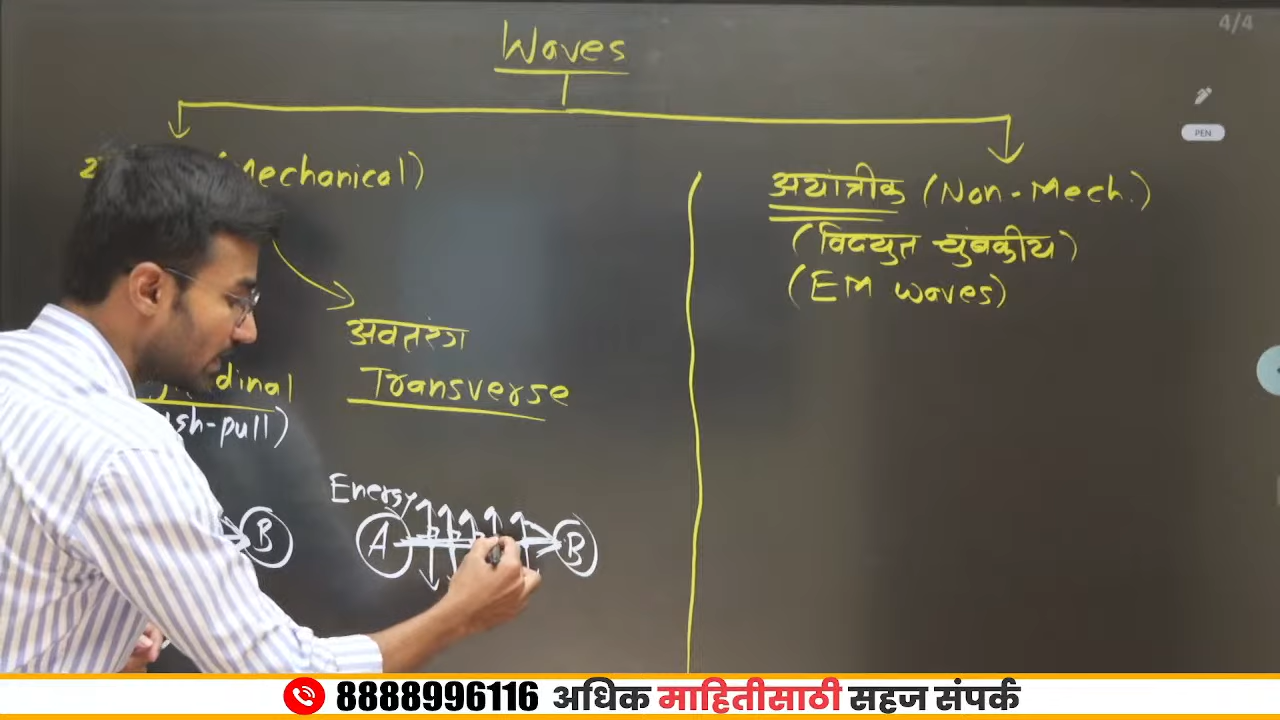 4/4
Waves
PEN
(Mechanical)
अयांत्रीक (Non-Mech.)
(विदयुत चुंबकीय)
(EM waves)
अवतरंग
Transverse
dinal
sh-pull)
Energy
B
A
B
8888996116 अधिक माहितीसाठी सहज संपर्क